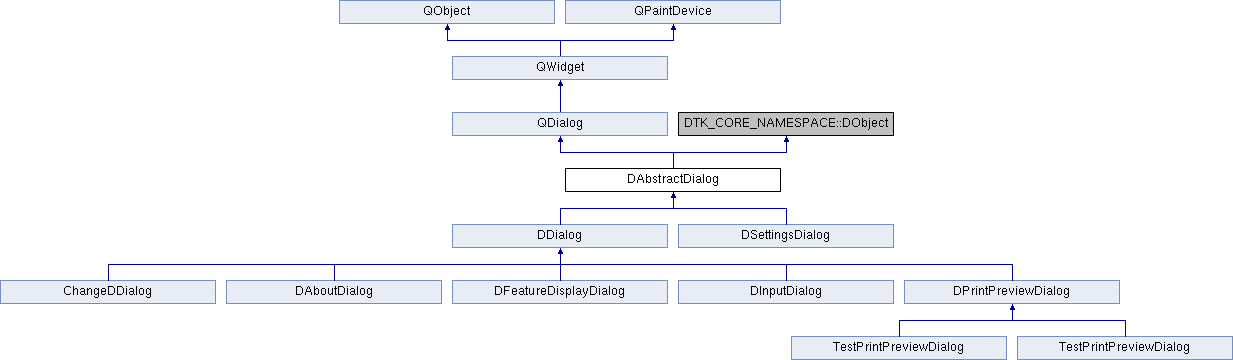 QObject
QPaintDevice
QWidget
QDialog
DTK_CORE_NAMESPACE::DObject
DAbstractDialog
DDialog
DSettingsDialog
ChangeDDialog
DAboutDialog
DFeatureDisplayDialog
DInputDialog
DPrintPreviewDialog
TestPrintPreviewDialog
TestPrintPreviewDialog